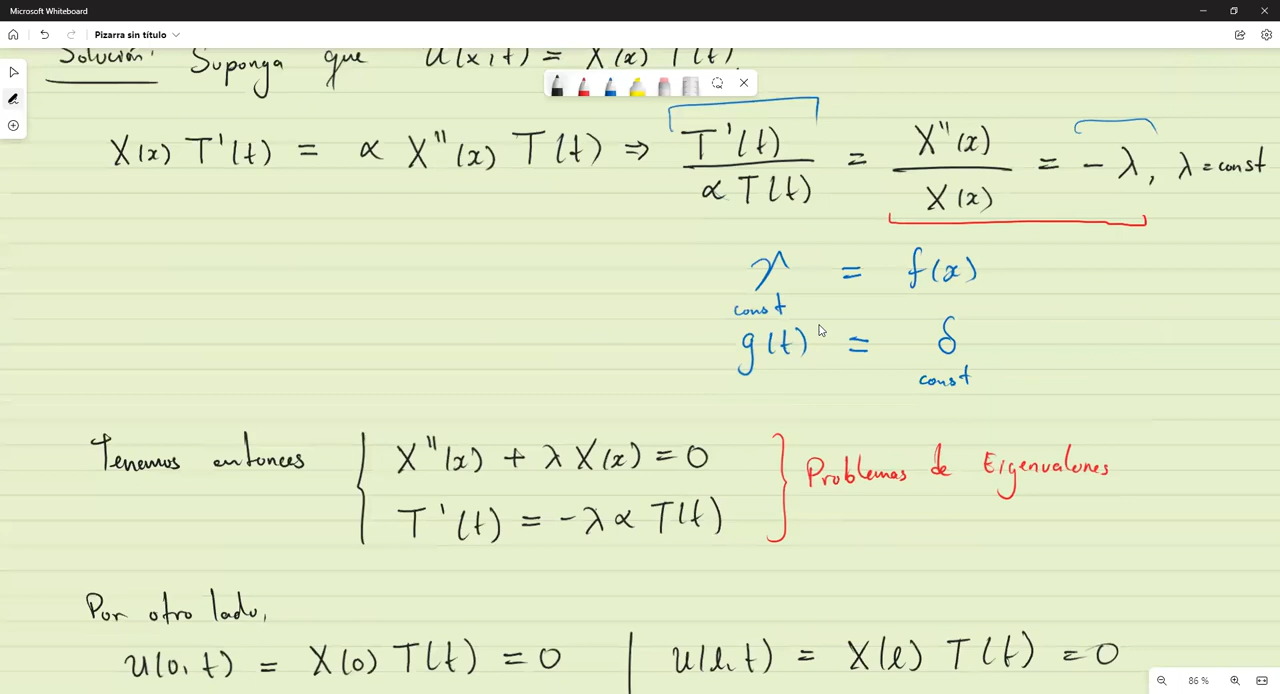 Microsoft Whiteboard
Pizarra sin título
Solución: Suponga que u(x,t) = X(x) T(t).
X(x) T'(t) = α X''(x) T(t) ⇒ T'(t) / α T(t) = X''(x) / X(x) = - λ, λ = const
γ = f(x)
const
g(t) = δ
const
Tenemos entonces { X''(x) + λ X(x) = 0
T'(t) = - λ α T(t) } Problemas de Eigenvalores
Por otro lado,
u(0,t) = X(0) T(t) = 0 | u(l,t) = X(l) T(t) = 0
86 %